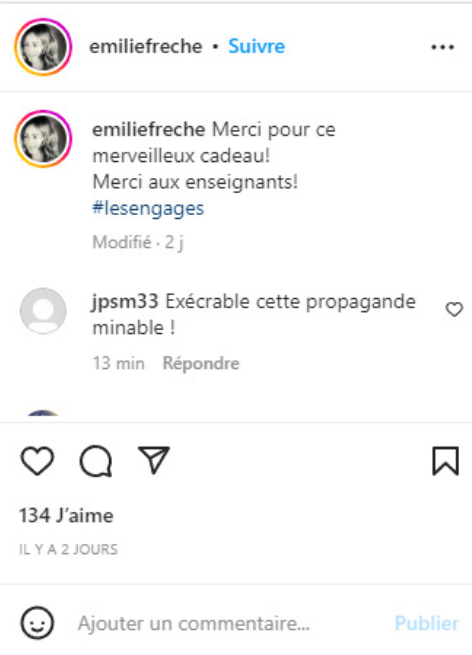 emiliefreche • Suivre
emiliefreche Merci pour ce
merveilleux cadeau!
Merci aux enseignants!
#lesengages
Modifié · 2 j
jpsm33 Exécrable cette propagande
minable !
13 min Répondre
134 J’aime
IL Y A 2 JOURS
Ajouter un commentaire... Publier